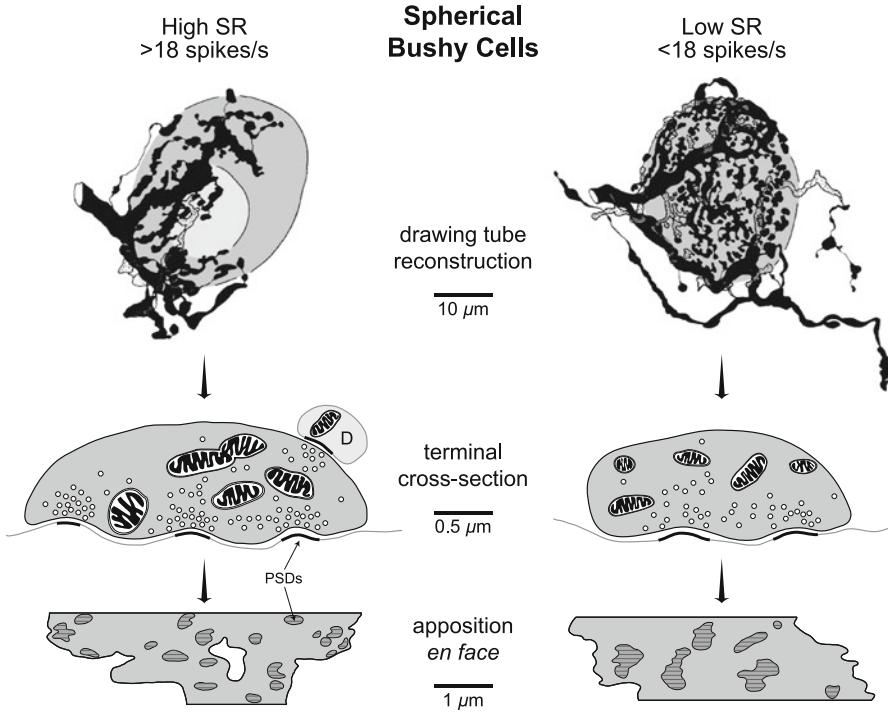 High SR
>18 spikes/s
Spherical
Bushy Cells
Low SR
<18 spikes/s
drawing tube
reconstruction
10 µm
D
terminal
cross-section
0.5 µm
PSDs
apposition
en face
1 µm